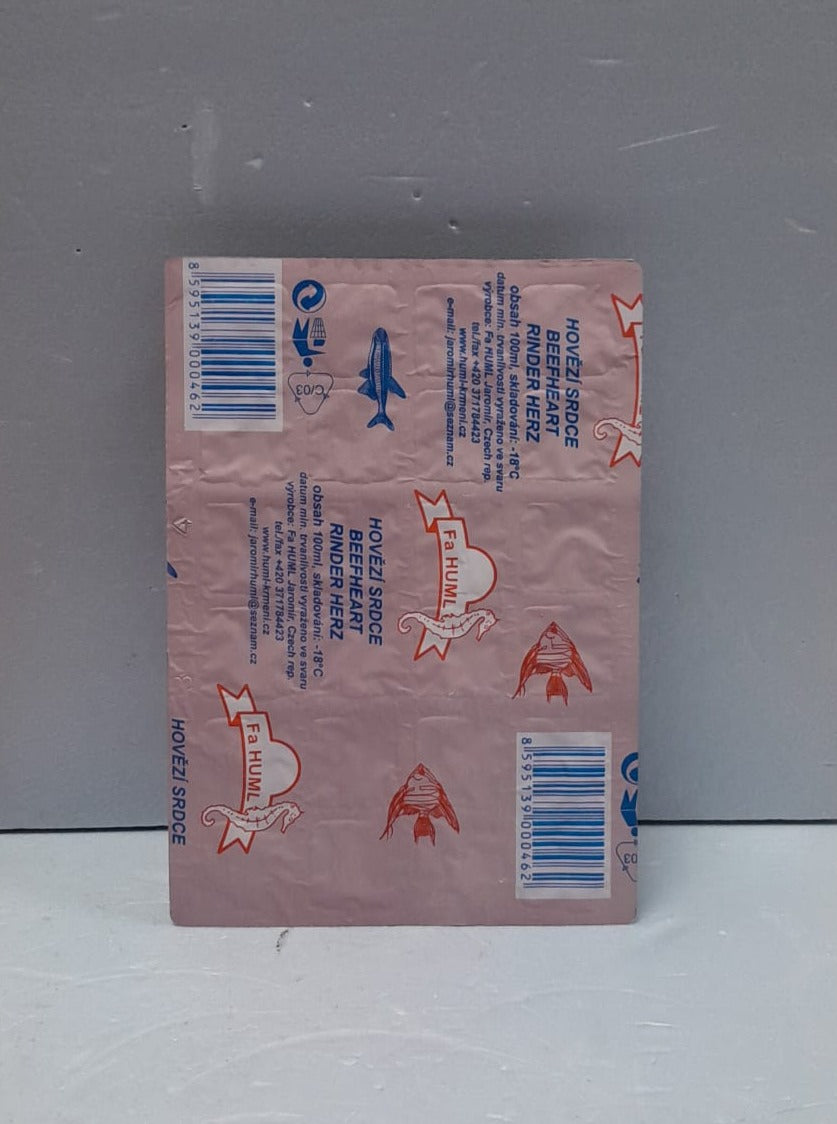 HOVĚZÍ SRDCE
BEEFHEART
RINDER HERZ
obsah 100ml, skladování: -18°C
datum min. trvanlivosti vyraženo ve svaru
výrobce: Fa HUML Jaromír, Czech rep.
tel./fax +420 371784423
www.huml-krmeni.cz
e-mail: jaromirhuml@seznam.cz
C/03
8595139000462
Fa HUML
HOVĚZÍ SRDCE
BEEFHEART
RINDER HERZ
obsah 100ml, skladování: -18°C
datum min. trvanlivosti vyraženo ve svaru
výrobce: Fa HUML Jaromír, Czech rep.
tel./fax +420 371784423
www.huml-krmeni.cz
e-mail: jaromirhuml@seznam.cz
03
8595139000462
Fa HUML
HOVĚZÍ SRDCE